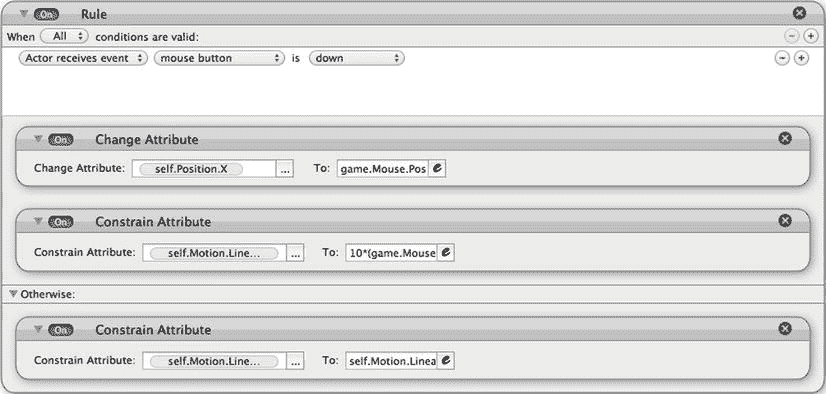 On Rule
When All conditions are valid:
Actor receives event mouse button is down
On Change Attribute
Change Attribute: self.Position.X ... To: game.Mouse.Pos e
On Constrain Attribute
Constrain Attribute: self.Motion.Line... ... To: 10*(game.Mouse e
Otherwise:
On Constrain Attribute
Constrain Attribute: self.Motion.Line... ... To: self.Motion.Linea e